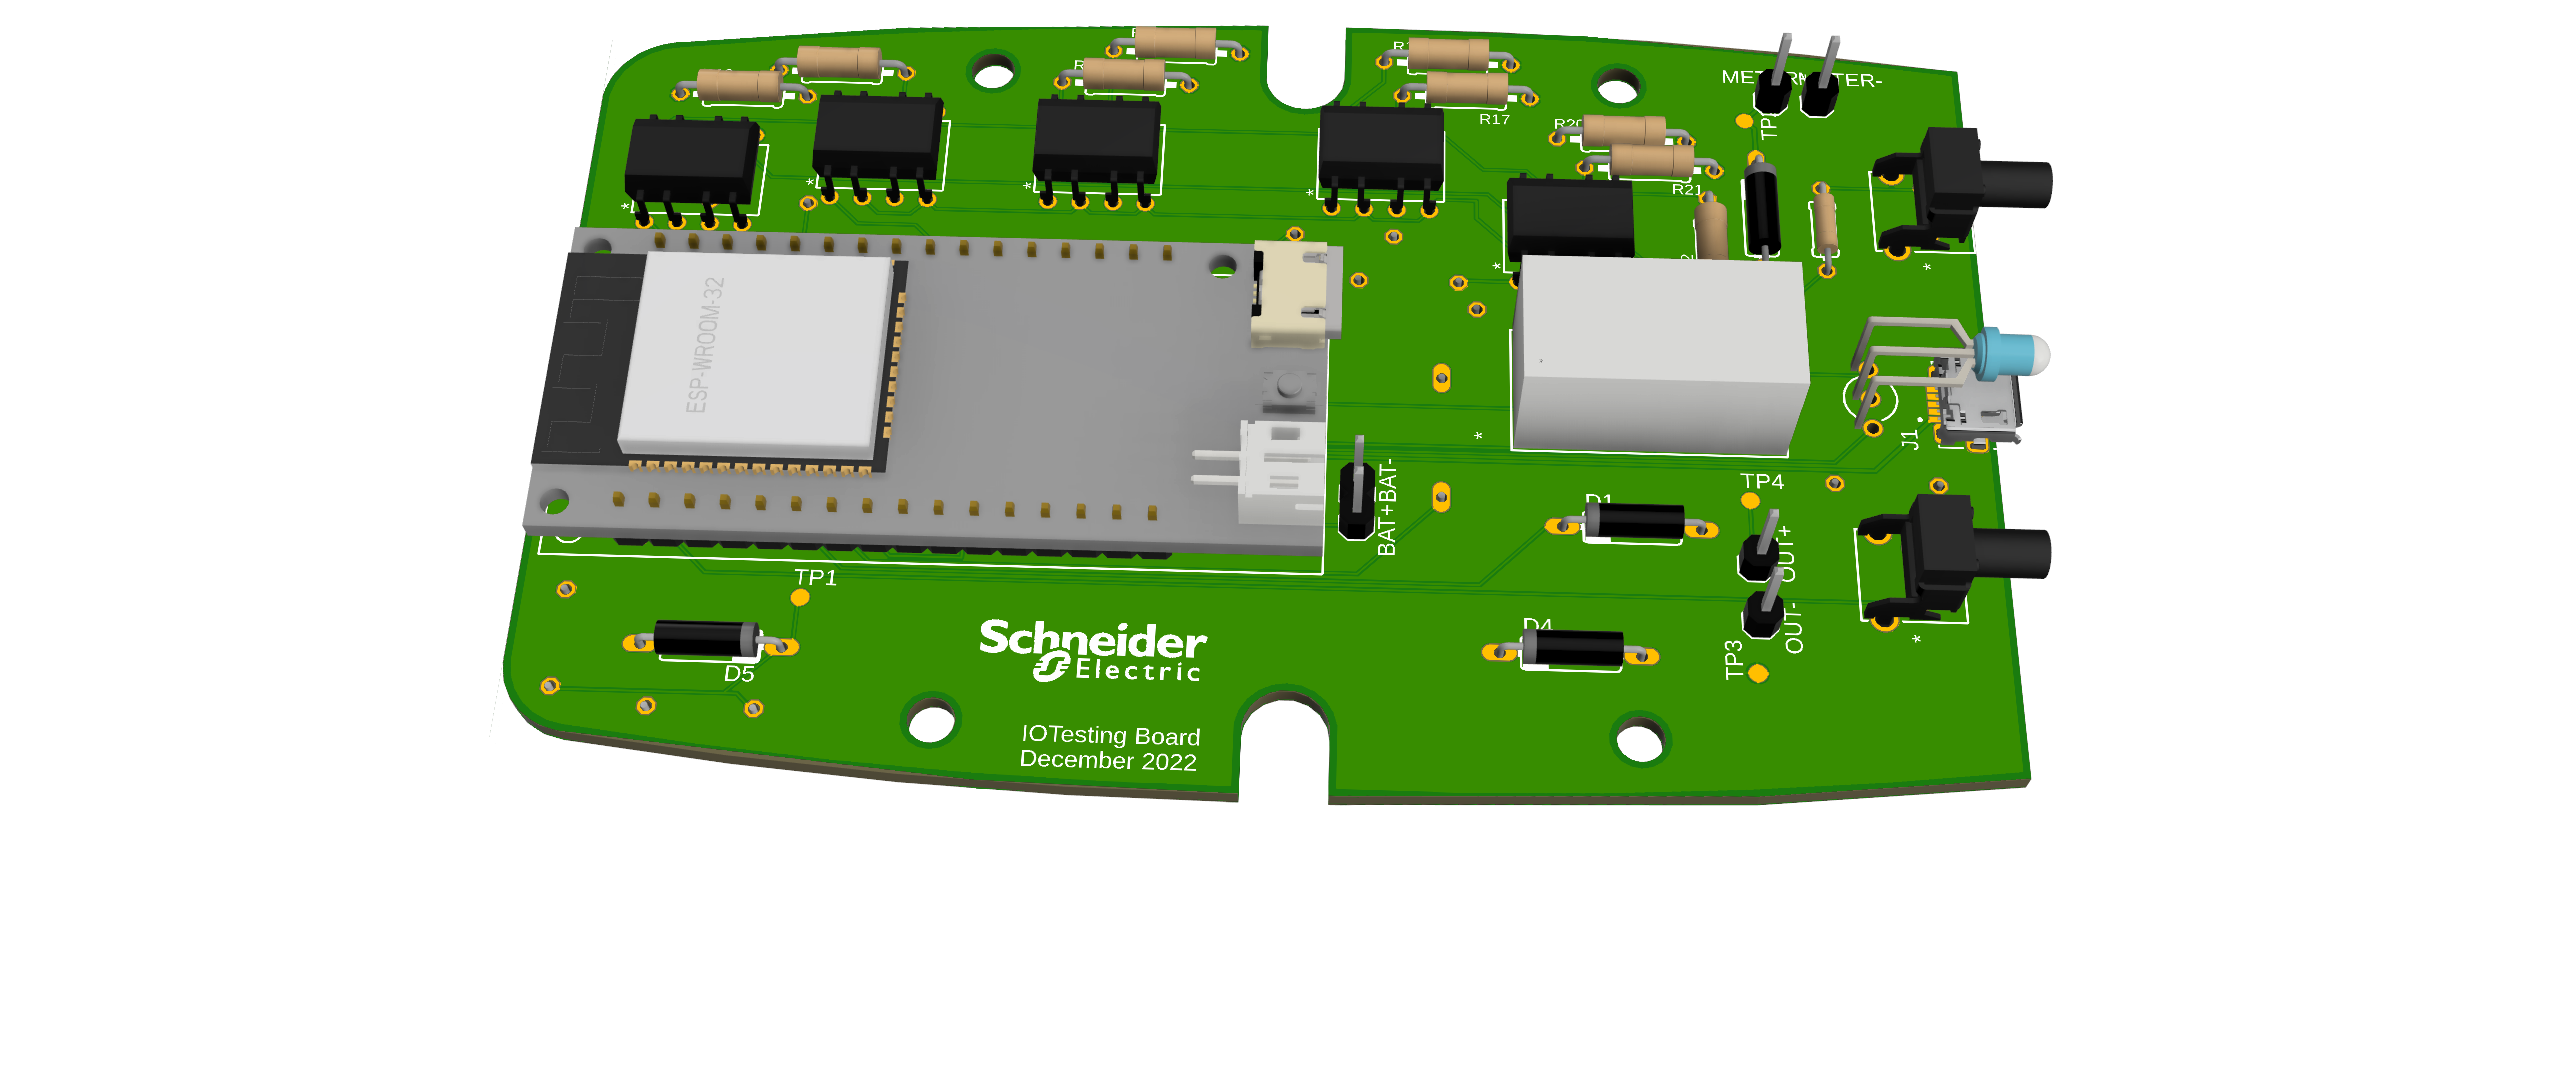 METER-
R17
R20
R21
ESP-WROOM-32
J1
BAT+BAT-
D1
TP4
OUT+
OUT-
TP1
D4
TP3
D5
Schneider
Electric
IOTesting Board
December 2022